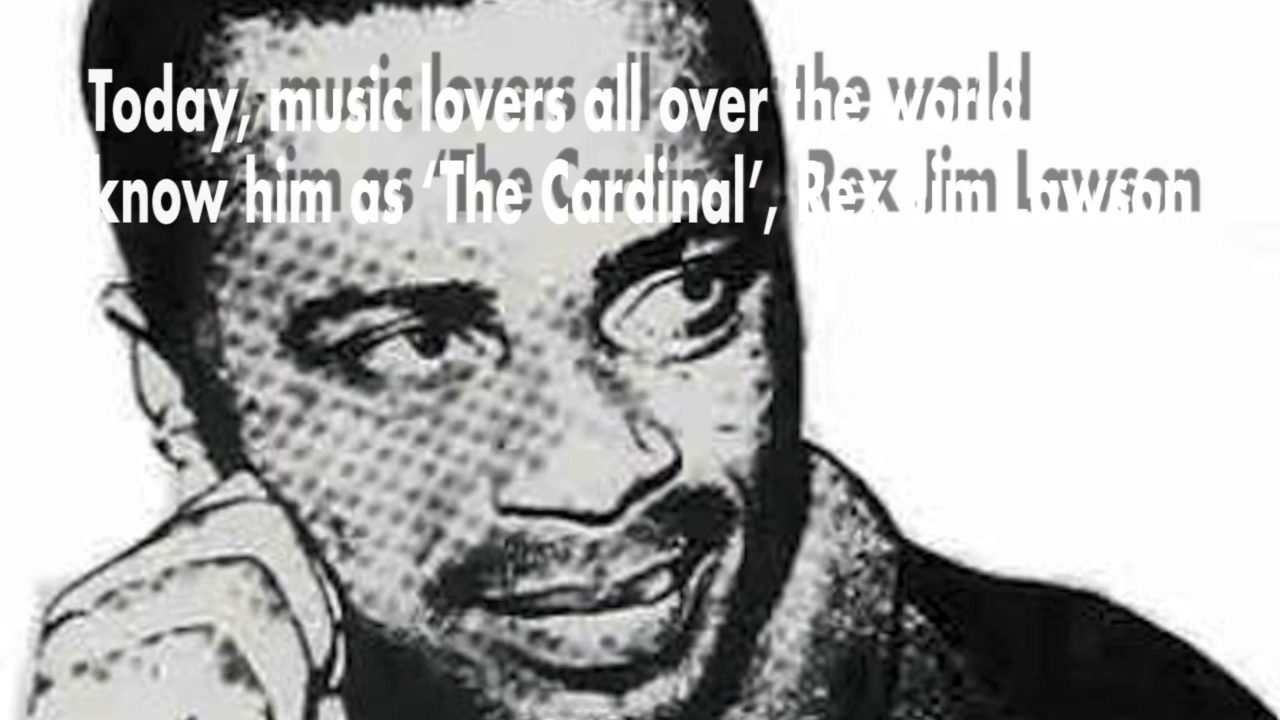 Today, music lovers all over the world
know him as ‘The Cardinal’, Rex Jim Lawson